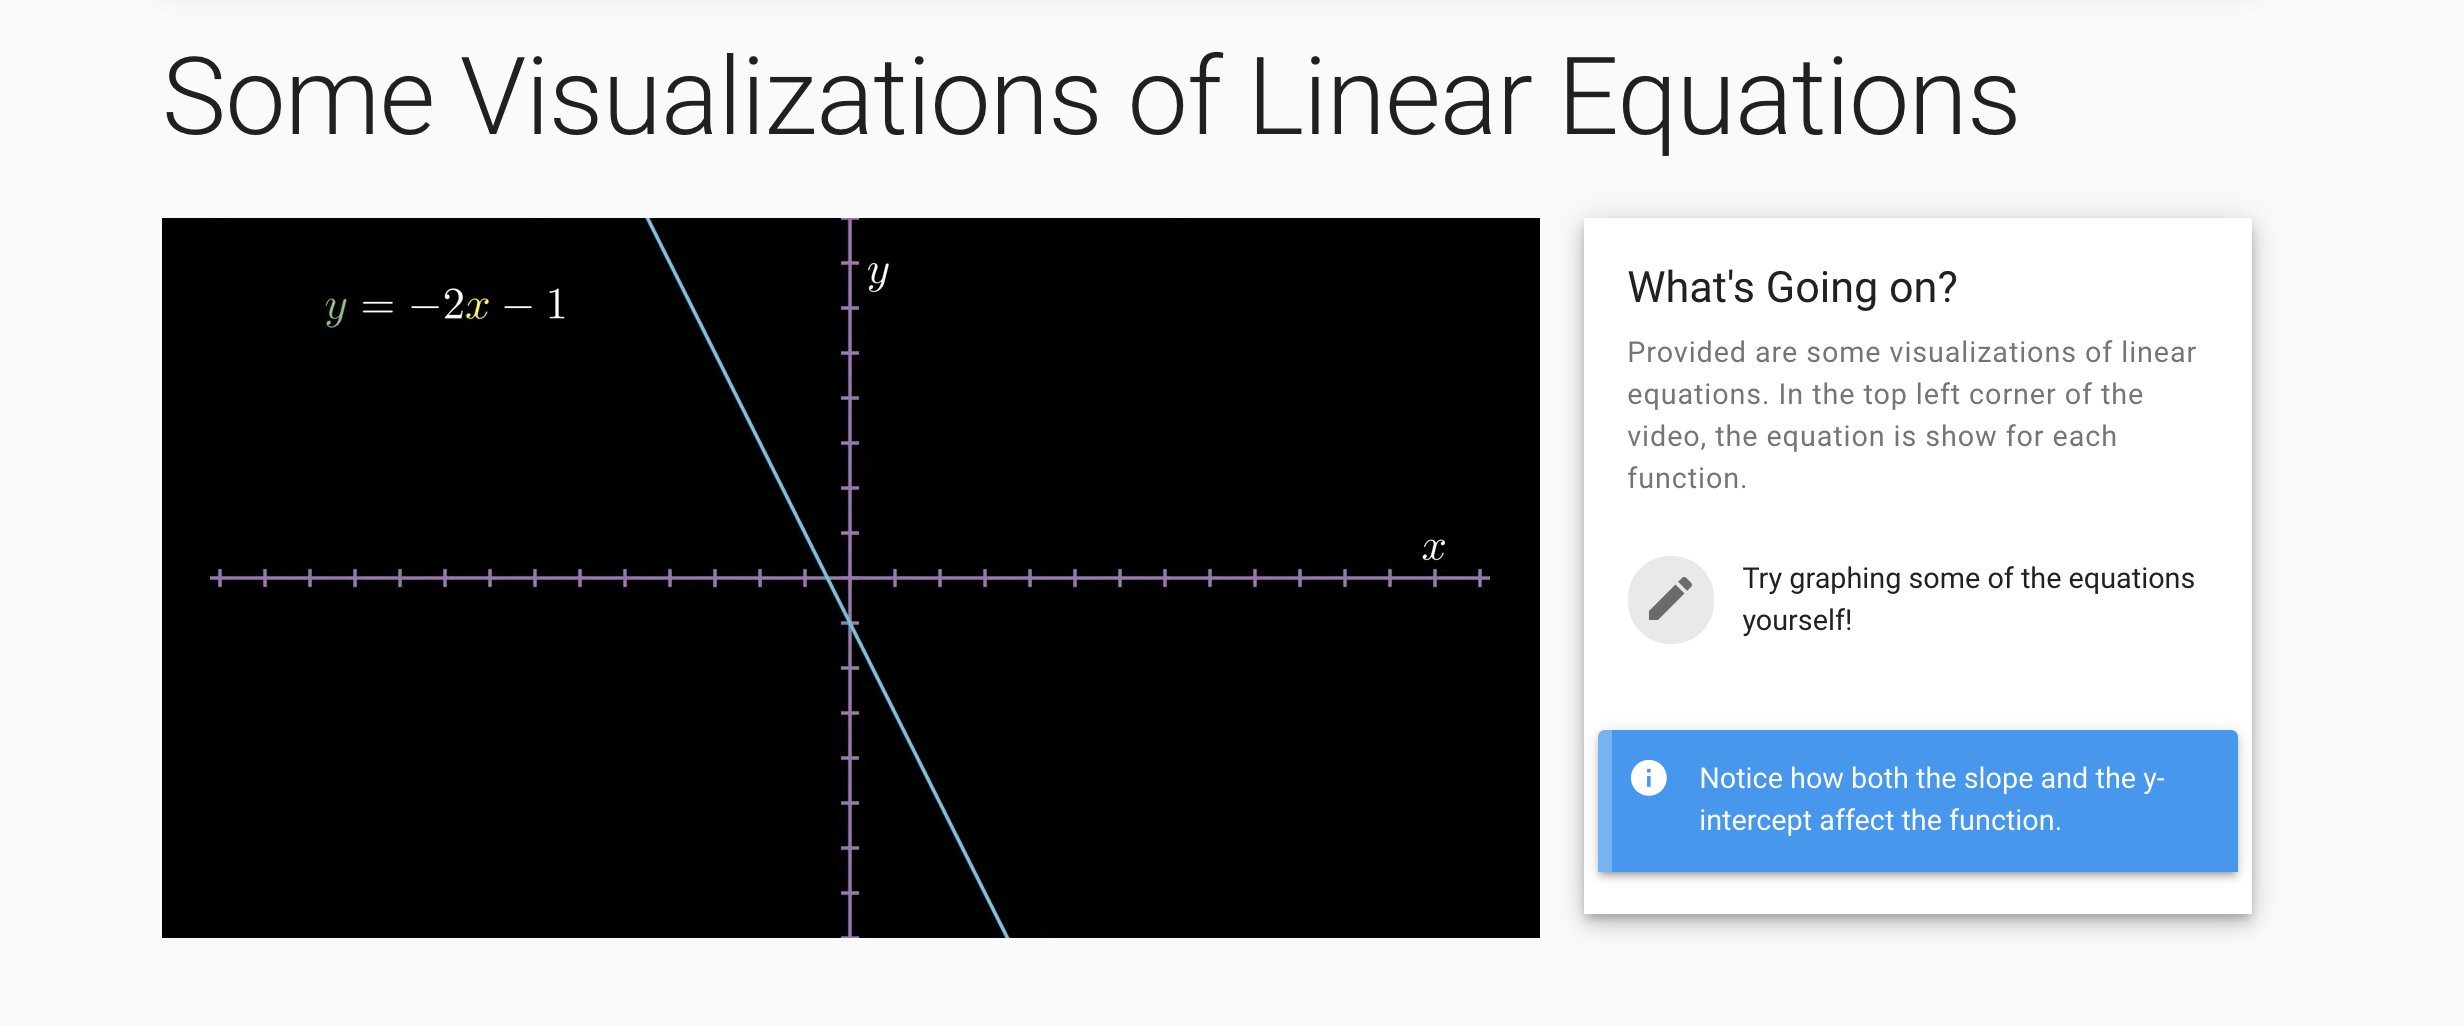 Some Visualizations of Linear Equations
y = −2x − 1
y
x
What's Going on?
Provided are some visualizations of linear
equations. In the top left corner of the
video, the equation is show for each
function.
Try graphing some of the equations
yourself!
Notice how both the slope and the y-
intercept affect the function.